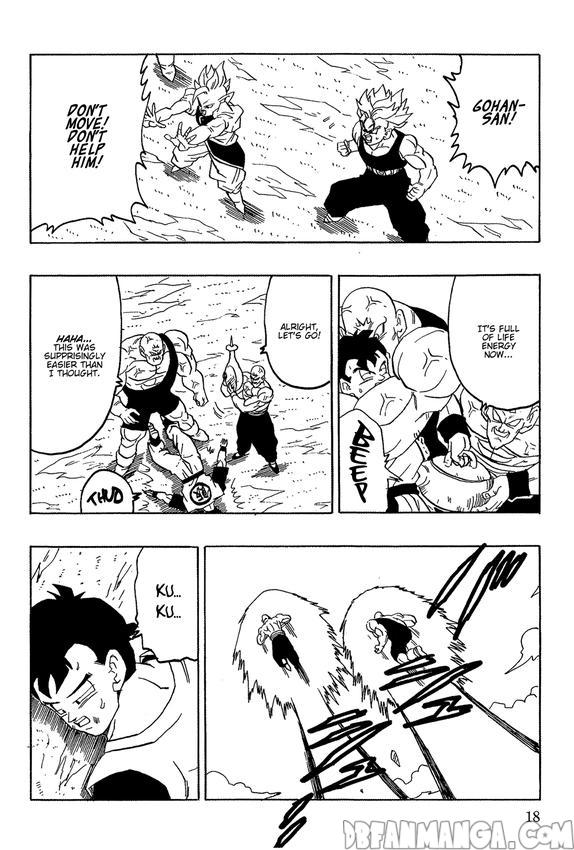 GOHAN-
SAN!
DON'T
MOVE!
DON'T
HELP
HIM!
IT'S FULL
OF LIFE
ENERGY
NOW...
BEEP
ALRIGHT,
LET'S GO!
HAHA...
THIS WAS
SUPPRISINGLY
EASIER THAN
I THOUGHT.
THUD
KU...
KU...
18
DBFANMANGA.COM